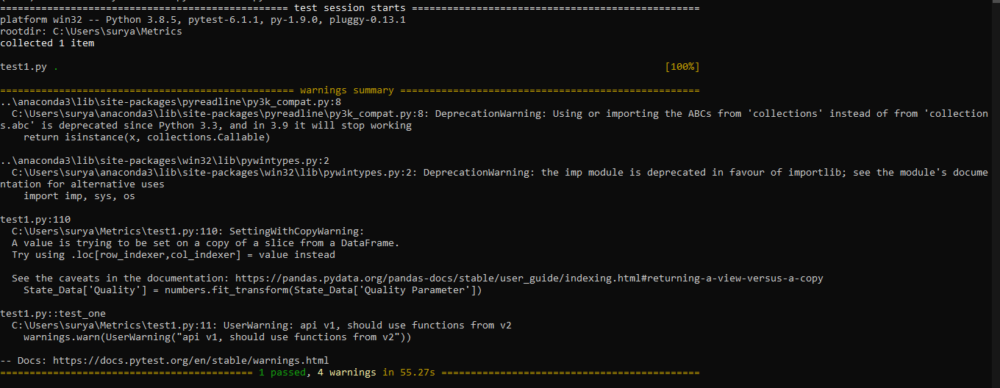 ================================================= test session starts =================================================
platform win32 -- Python 3.8.5, pytest-6.1.1, py-1.9.0, pluggy-0.13.1
rootdir: C:\Users\surya\Metrics
collected 1 item
test1.py . [100%]
================================================== warnings summary ===================================================
..\anaconda3\lib\site-packages\pyreadline\py3k_compat.py:8
C:\Users\surya\anaconda3\lib\site-packages\pyreadline\py3k_compat.py:8: DeprecationWarning: Using or importing the ABCs from 'collections' instead of from 'collection
s.abc' is deprecated since Python 3.3, and in 3.9 it will stop working
return isinstance(x, collections.Callable)
..\anaconda3\lib\site-packages\win32\lib\pywintypes.py:2
C:\Users\surya\anaconda3\lib\site-packages\win32\lib\pywintypes.py:2: DeprecationWarning: the imp module is deprecated in favour of importlib; see the module's docume
ntation for alternative uses
import imp, sys, os
test1.py:110
C:\Users\surya\Metrics\test1.py:110: SettingWithCopyWarning:
A value is trying to be set on a copy of a slice from a DataFrame.
Try using .loc[row_indexer,col_indexer] = value instead
See the caveats in the documentation: https://pandas.pydata.org/pandas-docs/stable/user_guide/indexing.html#returning-a-view-versus-a-copy
State_Data['Quality'] = numbers.fit_transform(State_Data['Quality Parameter'])
test1.py::test_one
C:\Users\surya\Metrics\test1.py:11: UserWarning: api v1, should use functions from v2
warnings.warn(UserWarning("api v1, should use functions from v2"))
-- Docs: https://docs.pytest.org/en/stable/warnings.html
=========================================== 1 passed, 4 warnings in 55.27s ============================================